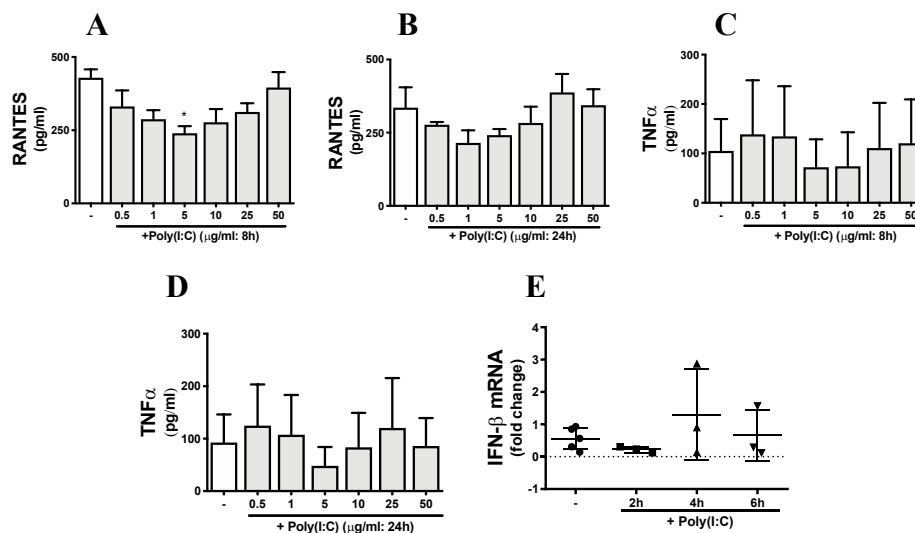 A
RANTES
(pg/ml)
500
250
0
*
- 0.5 1 5 10 25 50
+Poly(I:C) (μg/ml: 8h)
B
RANTES
(pg/ml)
500
250
0
- 0.5 1 5 10 25 50
+ Poly(I:C) (μg/ml: 24h)
C
TNFα
(pg/ml)
300
200
100
0
- 0.5 1 5 10 25 50
+ Poly(I:C) (μg/ml: 8h)
D
TNFα
(pg/ml)
300
200
100
0
- 0.5 1 5 10 25 50
+ Poly(I:C) (μg/ml: 24h)
E
IFN-β mRNA
(fold change)
4
3
2
1
0
-1
- 2h 4h 6h
+ Poly(I:C)